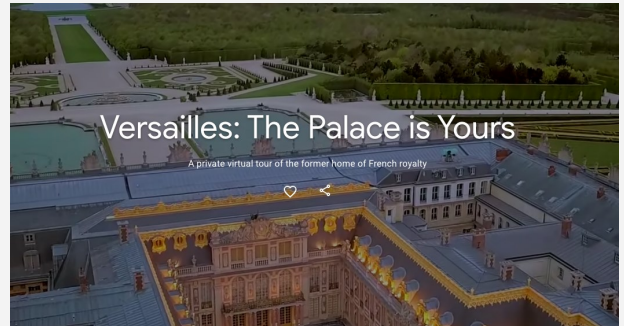 Versailles: The Palace is Yours
A private virtual tour of the former home of French royalty